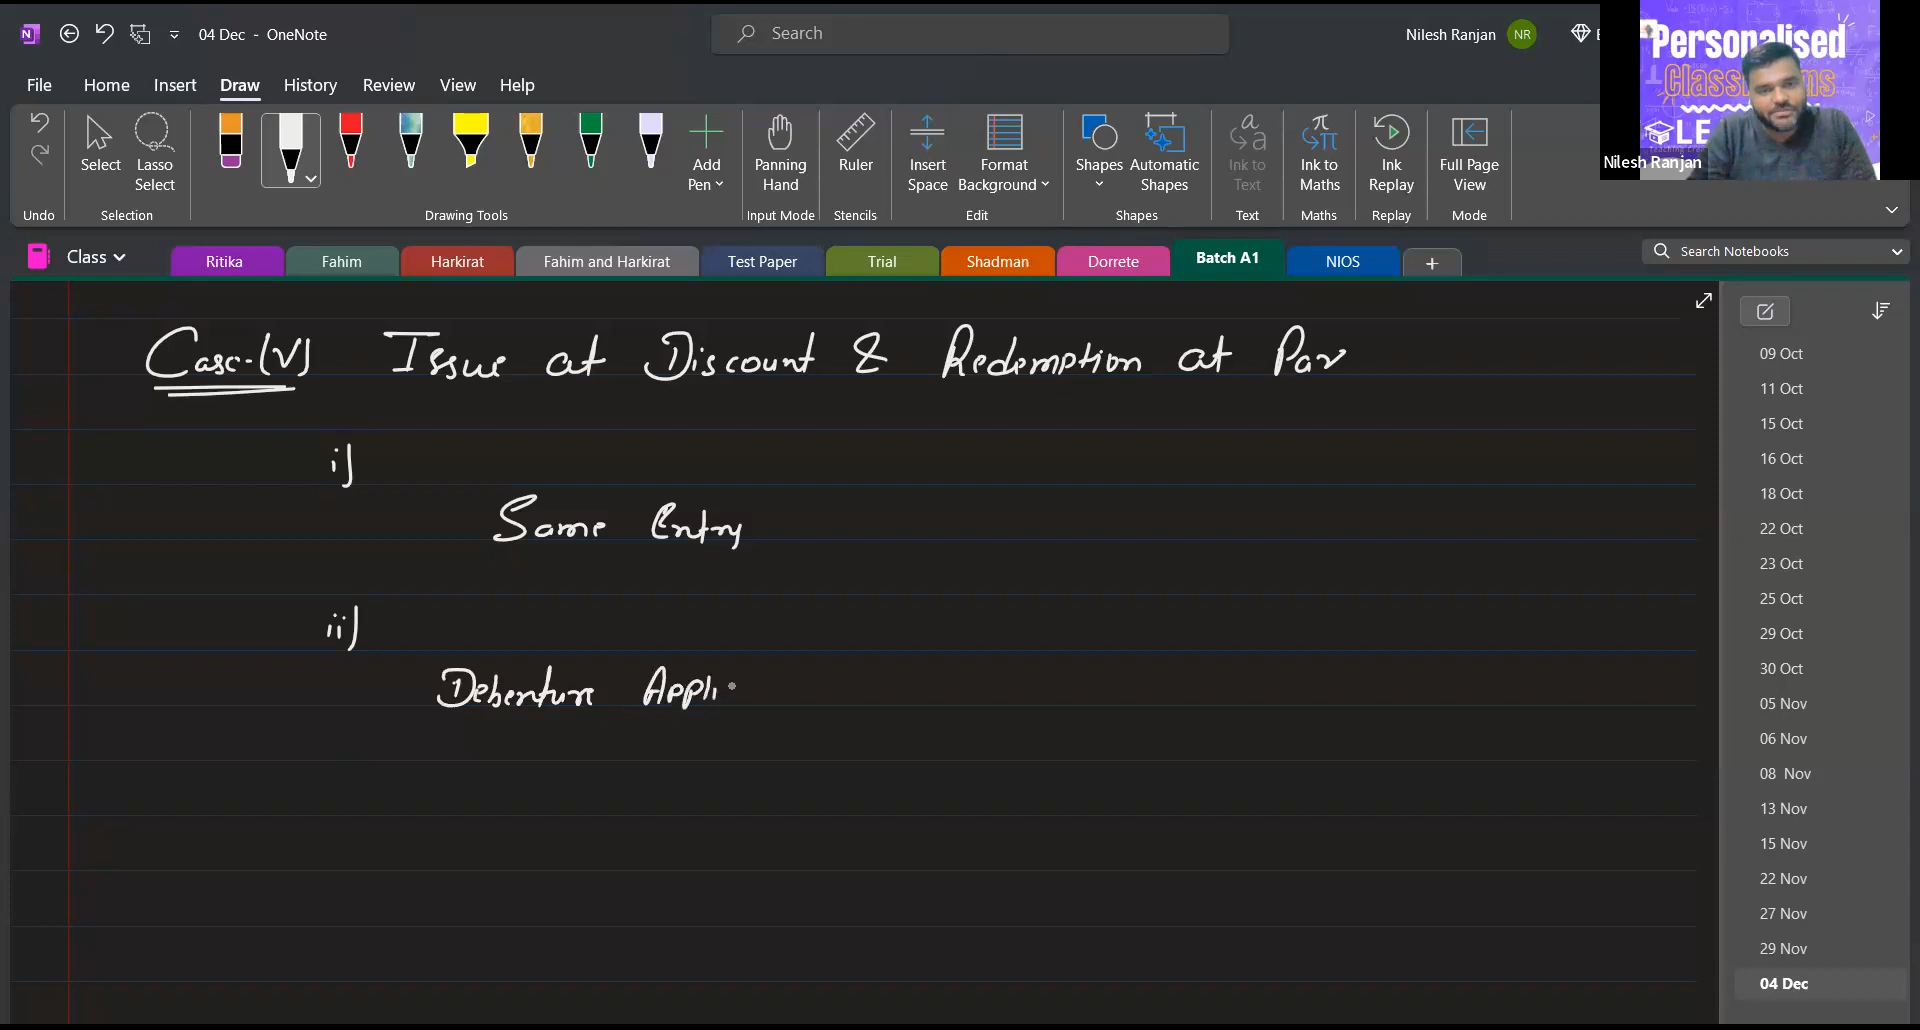 04 Dec - OneNote
Search
Nilesh Ranjan NR
File Home Insert Draw History Review View Help
Select Lasso Select Add Pen Panning Hand Ruler Insert Space Format Background Shapes Automatic Shapes Ink to Text Ink to Maths Ink Replay Full Page View
Undo Selection Drawing Tools Input Mode Stencils Edit Shapes Text Maths Replay Mode
Personalised
Nilesh Ranjan
Class Ritika Fahim Harkirat Fahim and Harkirat Test Paper Trial Shadman Dorrete Batch A1 NIOS +
Search Notebooks
Case-(V) Issue at Discount & Redemption at Par
i)
Same Entry
ii)
Debenture Appli
09 Oct
11 Oct
15 Oct
16 Oct
18 Oct
22 Oct
23 Oct
25 Oct
29 Oct
30 Oct
05 Nov
06 Nov
08 Nov
13 Nov
15 Nov
22 Nov
27 Nov
29 Nov
04 Dec